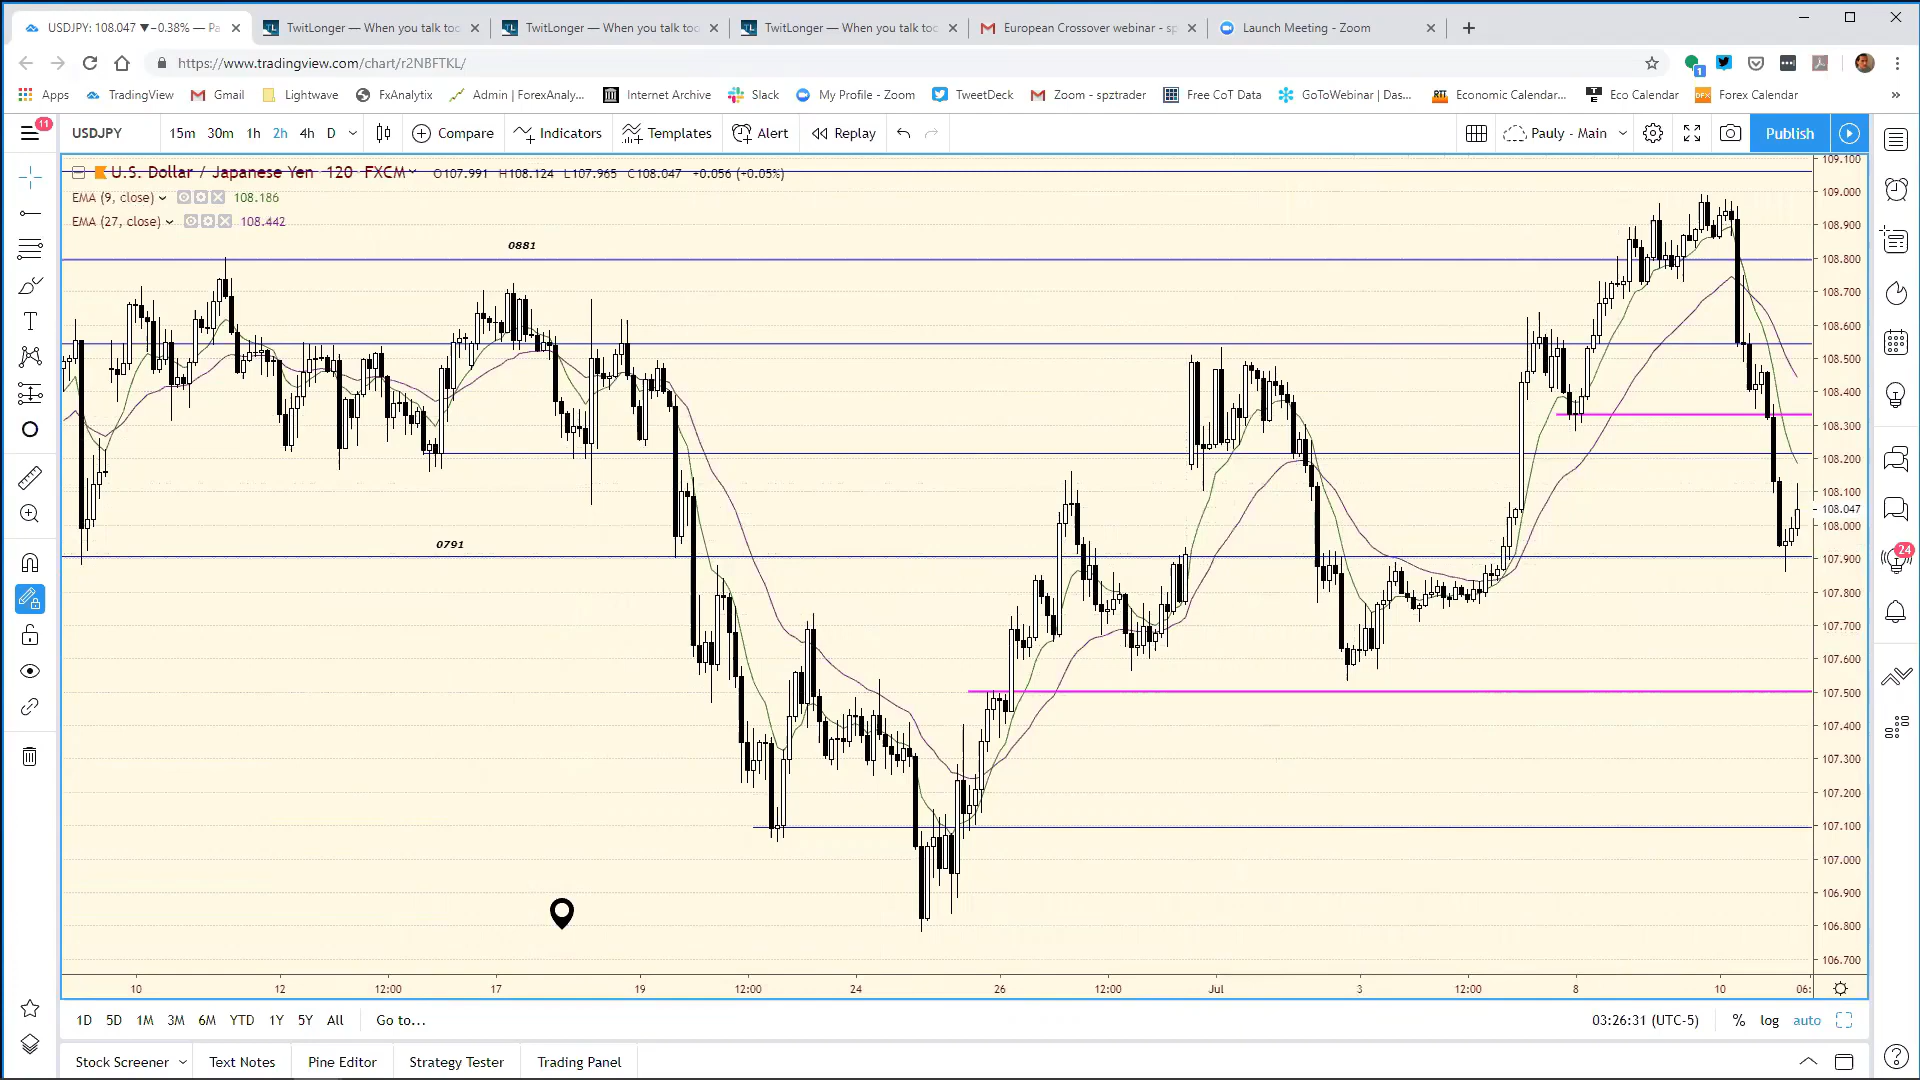 USDJPY: 108.047 ▼−0.38% — Pa
TwitLonger — When you talk too
TwitLonger — When you talk too
TwitLonger — When you talk too
European Crossover webinar - sp
Launch Meeting - Zoom
https://www.tradingview.com/chart/r2NBFTKL/
1
Apps
TradingView
Gmail
Lightwave
FxAnalytix
Admin | ForexAnaly...
Internet Archive
Slack
My Profile - Zoom
TweetDeck
Zoom - spztrader
Free CoT Data
GoToWebinar | Das...
Economic Calendar...
Eco Calendar
Forex Calendar
»
11
USDJPY
15m 30m 1h 2h 4h D
Compare
Indicators
Templates
Alert
Replay
Pauly - Main
Publish
U.S. Dollar / Japanese Yen 120 FXCM
O107.991 H108.124 L107.965 C108.047 +0.056 (+0.05%)
EMA (9, close) 108.186
EMA (27, close) 108.442
0881
0791
109.100
109.000
108.900
108.800
108.700
108.600
108.500
108.400
108.300
108.200
108.100
108.047
108.000
107.900
107.800
107.700
107.600
107.500
107.400
107.300
107.200
107.100
107.000
106.900
106.800
106.700
24
10 12 12:00 17 19 12:00 24 26 12:00 Jul 3 12:00 8 10 06:
1D 5D 1M 3M 6M YTD 1Y 5Y All Go to...
03:26:31 (UTC-5) % log auto
Stock Screener
Text Notes
Pine Editor
Strategy Tester
Trading Panel